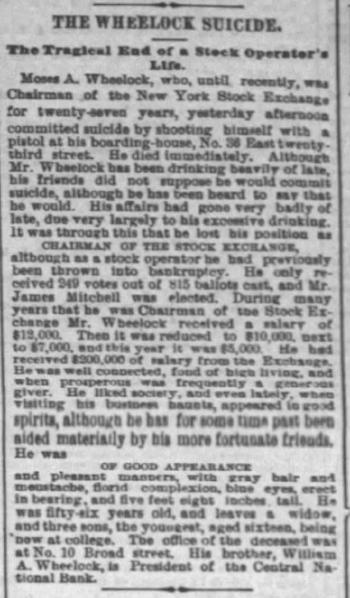 THE WHEELOCK SUICIDE.
The Tragical End of a Stock Operator's
Life.
Moses A. Wheelock, who, until recently, was
Chairman of the New York Stock Exchange
for twenty-seven years, yesterday afternoon
committed suicide by shooting himself with a
pistol at his boarding-house, No. 36 East twenty-
third street. He died immediately. Although
Mr. Wheelock has been drinking heavily of late,
his friends did not suppose he would commit
suicide, although he has been heard to say that
he would. His affairs had gone very badly of
late, due very largely to his excessive drinking.
It was through this that he lost his position as
CHAIRMAN OF THE STOCK EXCHANGE,
although as a stock operator he had previously
been thrown into bankruptcy. He only re-
ceived 249 votes out of 815 ballots cast, and Mr.
James Mitchell was elected. During many
years that he was Chairman of the Stock Ex-
change Mr. Wheelock received a salary of
$12,000. Then it was reduced to $10,000, next
to $7,000, and this year it was $5,000. He had
received $200,000 of salary from the Exchange.
He was well connected, fond of high living, and
when prosperous was frequently a generous
giver. He liked society, and even lately, when
visiting his business haunts, appeared in good
spirits, although he has for some time past been
aided materially by his more fortunate friends.
He was
OF GOOD APPEARANCE
and pleasant manners, with gray hair and
moustache, florid complexion, blue eyes, erect
in bearing, and five feet eight inches tall. He
was fifty-six years old, and leaves a widow,
and three sons, the youngest, aged sixteen, being
now at college. The office of the deceased was
at No. 10 Broad street. His brother, William
A. Wheelock, is President of the Central Na-
tional Bank.